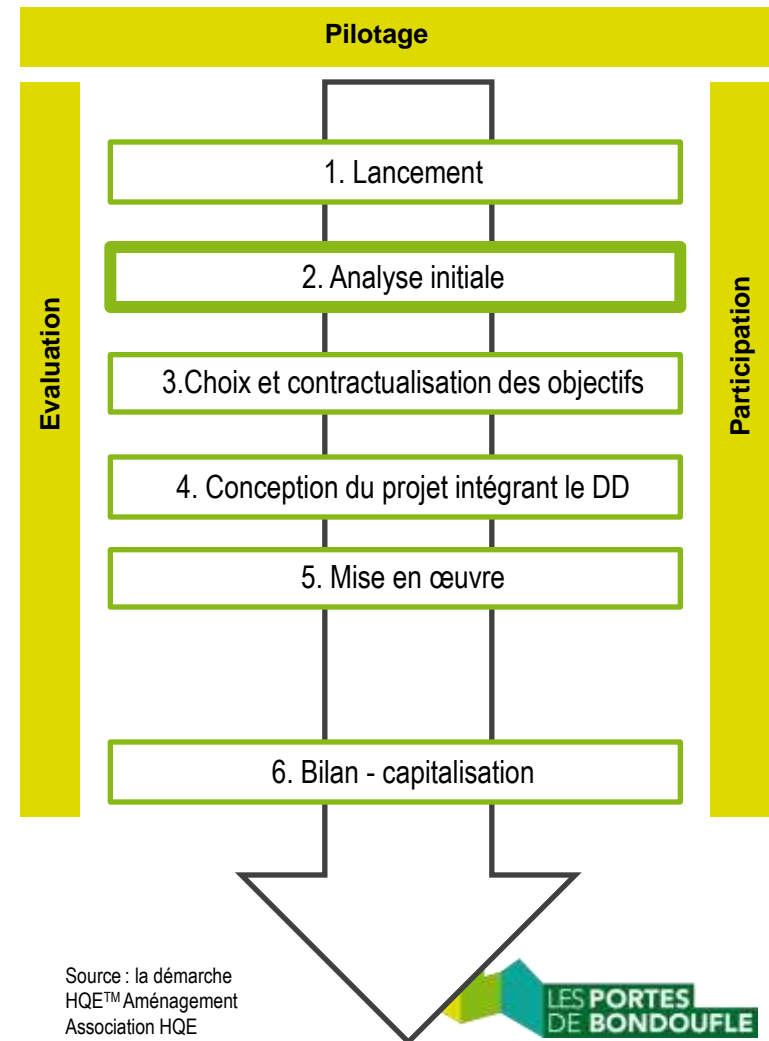 Pilotage
Evaluation
Participation
1. Lancement
2. Analyse initiale
3.Choix et contractualisation des objectifs
4. Conception du projet intégrant le DD
5. Mise en œuvre
6. Bilan - capitalisation
Source : la démarche
HQE™ Aménagement
Association HQE
LES PORTES
DE BONDOUFLE